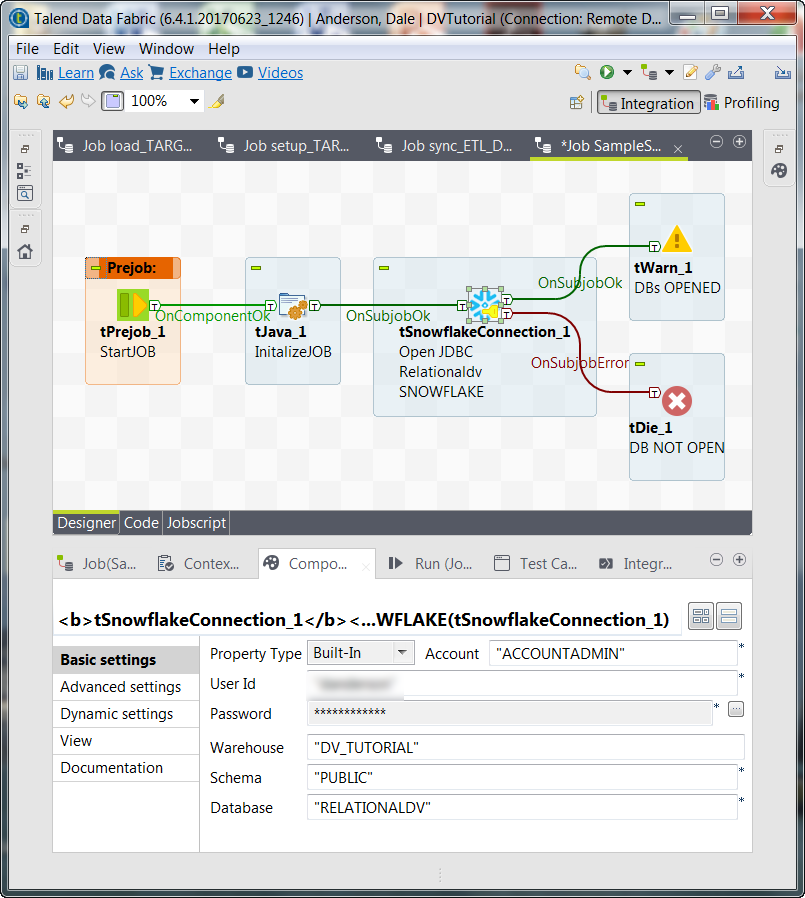 Talend Data Fabric (6.4.1.20170623_1246) | Anderson, Dale | DVTutorial (Connection: Remote D...
File Edit View Window Help
Learn Ask Exchange Videos
100% Integration Profiling
Job load_TARG... Job setup_TAR... Job sync_ETL_D... *Job SampleS...
Prejob:
OnComponentOk
tPrejob_1
StartJOB
tJava_1
InitalizeJOB
OnSubjobOk
tSnowflakeConnection_1
Open JDBC
Relationaldv
SNOWFLAKE
OnSubjobOk
tWarn_1
DBs OPENED
OnSubjobError
tDie_1
DB NOT OPEN
Designer Code Jobscript
Job(Sa... Contex... Compo... Run (Jo... Test Ca... Integr...
<b>tSnowflakeConnection_1</b><...WFLAKE(tSnowflakeConnection_1)
Basic settings
Advanced settings
Dynamic settings
View
Documentation
Property Type Built-In Account "ACCOUNTADMIN" *
User Id *
Password ************ * ...
Warehouse "DV_TUTORIAL"
Schema "PUBLIC" *
Database "RELATIONALDV" *